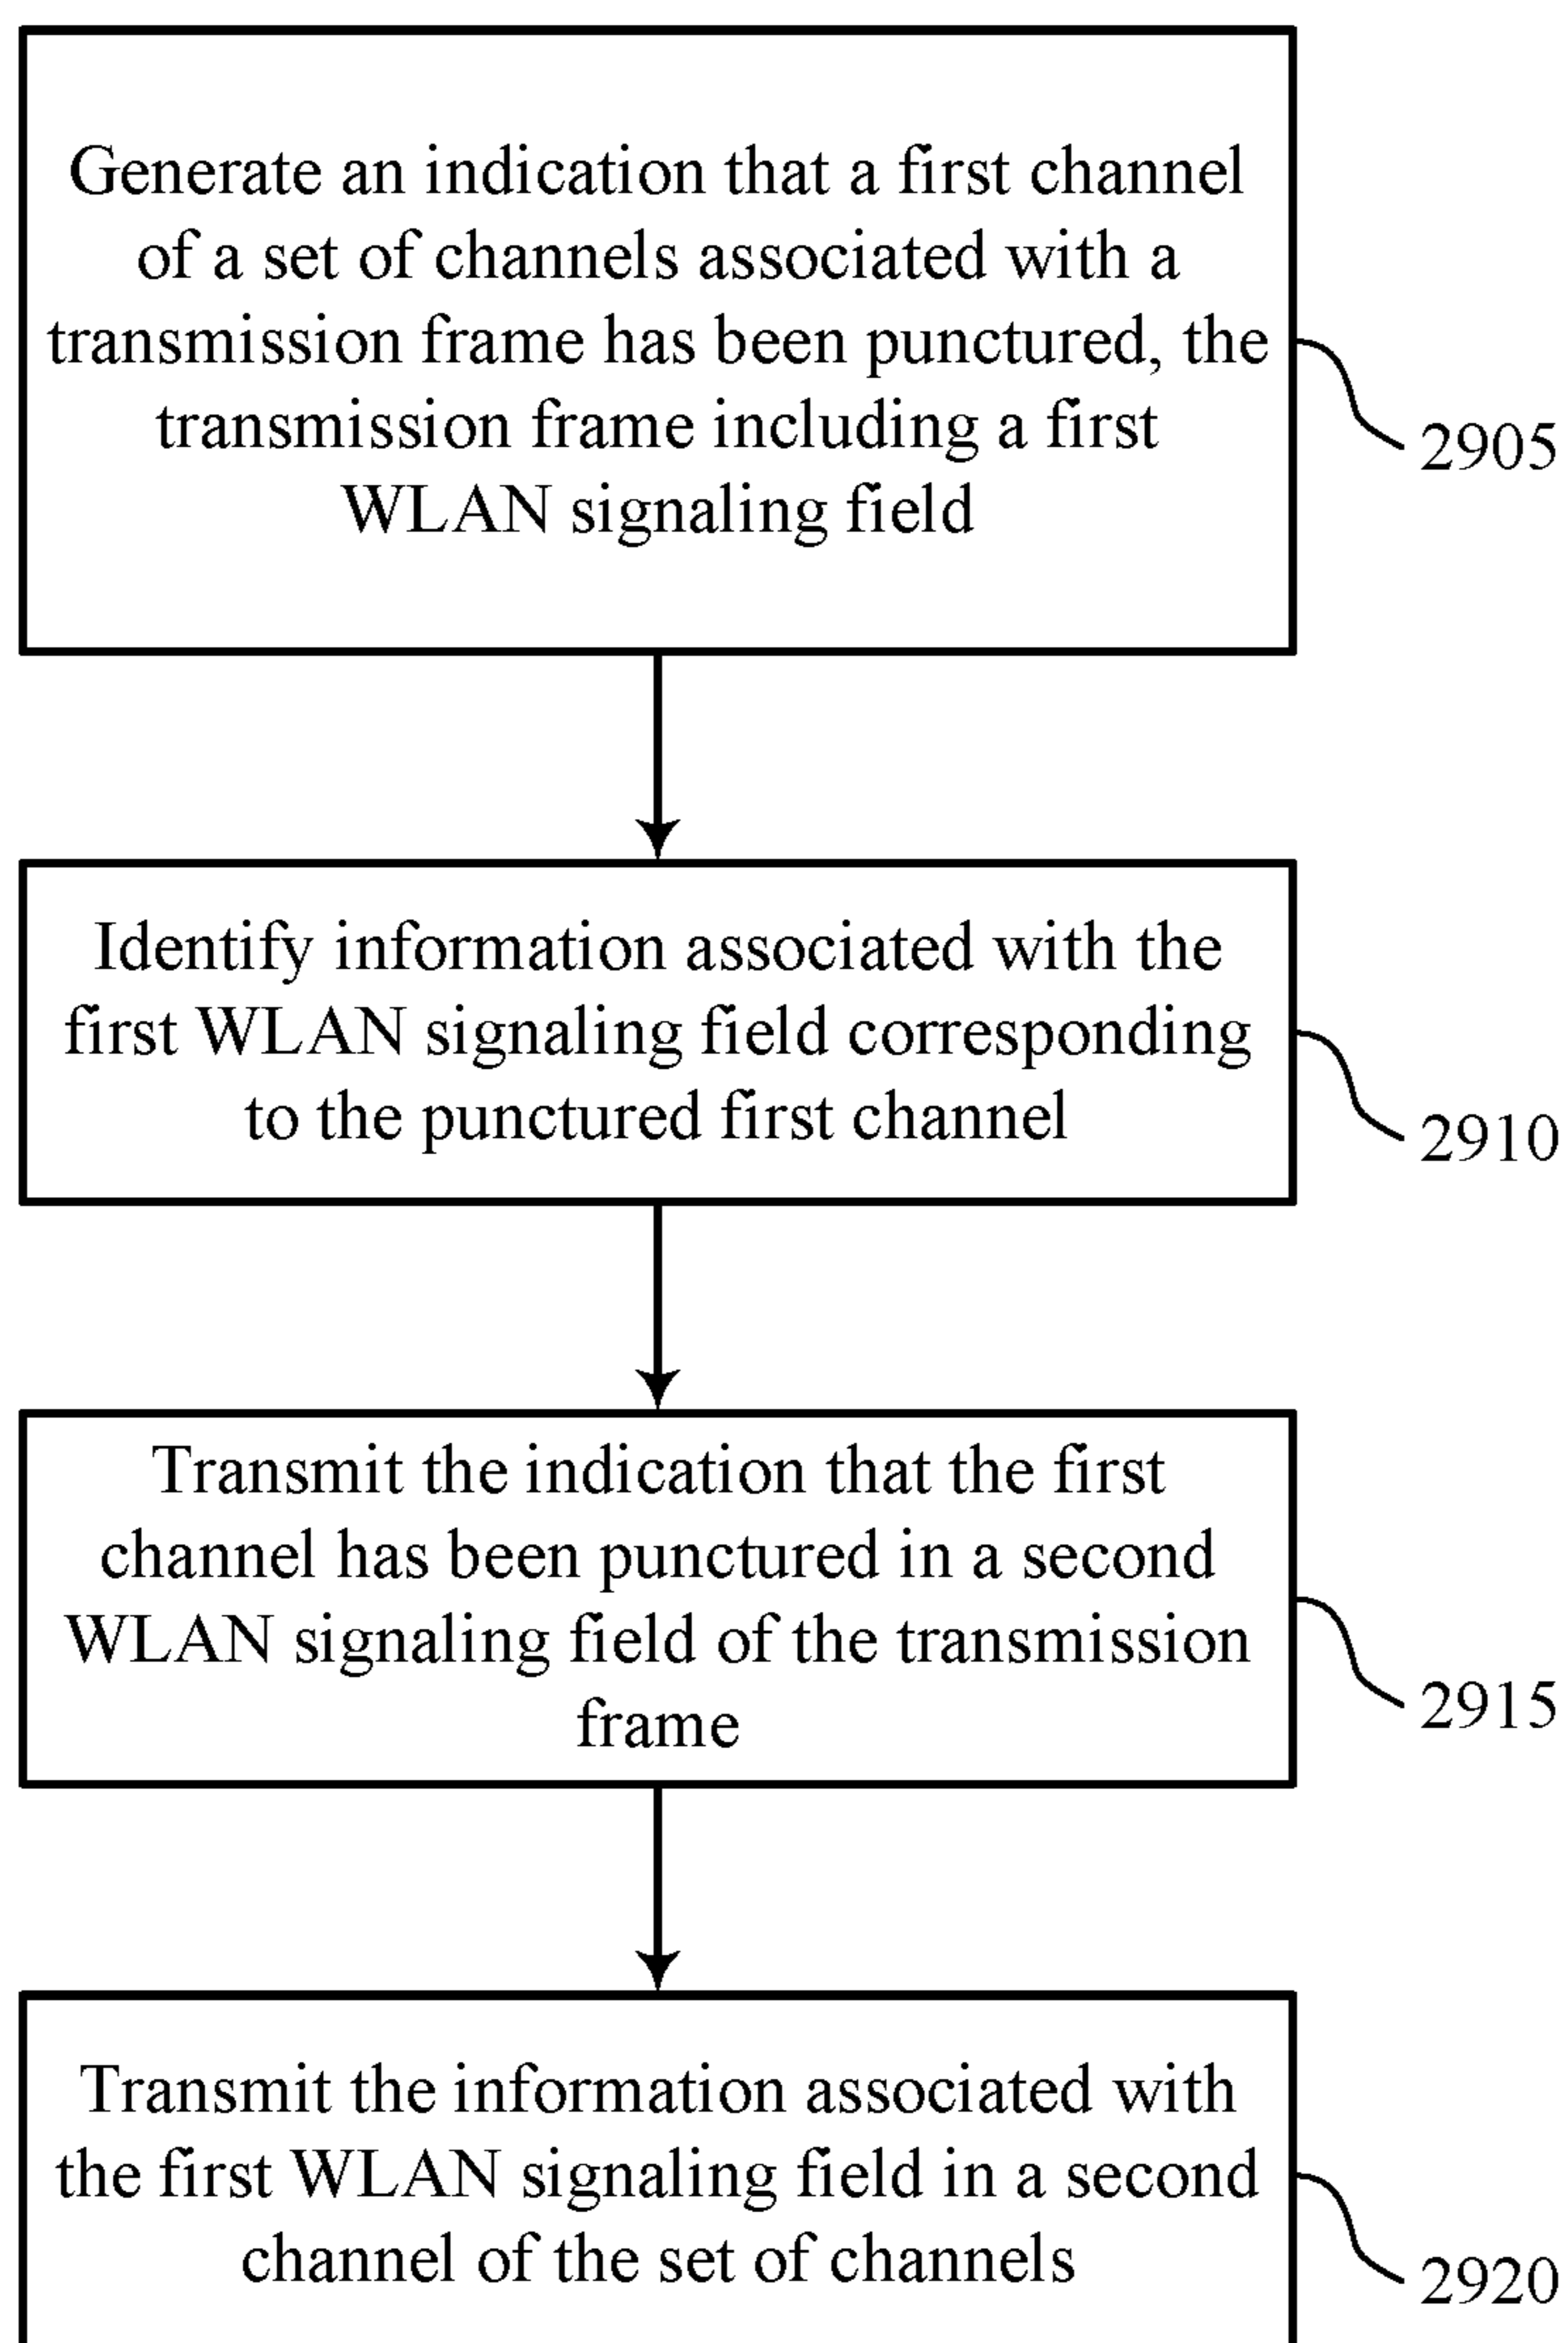 Generate an indication that a first channel
of a set of channels associated with a
transmission frame has been punctured, the
transmission frame including a first
WLAN signaling field
2905
Identify information associated with the
first WLAN signaling field corresponding
to the punctured first channel
2910
Transmit the indication that the first
channel has been punctured in a second
WLAN signaling field of the transmission
frame
2915
Transmit the information associated with
the first WLAN signaling field in a second
channel of the set of channels
2920